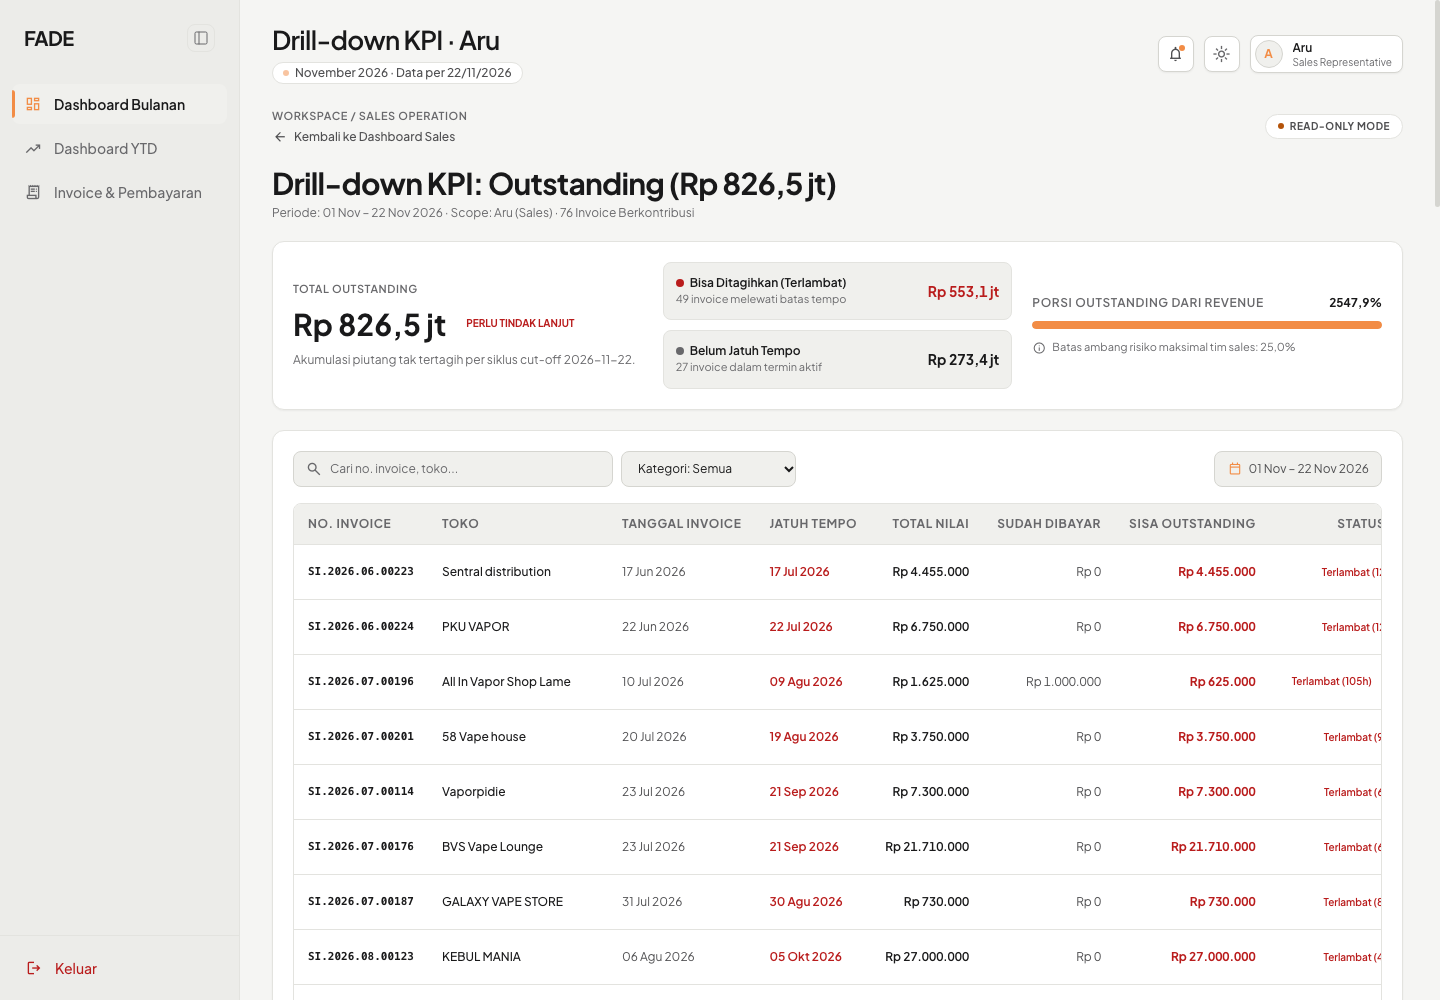 FADE
Dashboard Bulanan
Dashboard YTD
Invoice & Pembayaran
Keluar
Drill-down KPI · Aru
November 2026 · Data per 22/11/2026
A
Aru
Sales Representative
WORKSPACE / SALES OPERATION
Kembali ke Dashboard Sales
READ-ONLY MODE
Drill-down KPI: Outstanding (Rp 826,5 jt)
Periode: 01 Nov – 22 Nov 2026 · Scope: Aru (Sales) · 76 Invoice Berkontribusi
TOTAL OUTSTANDING
Rp 826,5 jt PERLU TINDAK LANJUT
Akumulasi piutang tak tertagih per siklus cut-off 2026-11-22.
Bisa Ditagihkan (Terlambat)
49 invoice melewati batas tempo
Rp 553,1 jt
Belum Jatuh Tempo
27 invoice dalam termin aktif
Rp 273,4 jt
PORSI OUTSTANDING DARI REVENUE 2547,9%
Batas ambang risiko maksimal tim sales: 25,0%
Cari no. invoice, toko...
Kategori: Semua
01 Nov – 22 Nov 2026
NO. INVOICE TOKO TANGGAL INVOICE JATUH TEMPO TOTAL NILAI SUDAH DIBAYAR SISA OUTSTANDING STATUS
SI.2026.06.00223 Sentral distribution 17 Jun 2026 17 Jul 2026 Rp 4.455.000 Rp 0 Rp 4.455.000 Terlambat
SI.2026.06.00224 PKU VAPOR 22 Jun 2026 22 Jul 2026 Rp 6.750.000 Rp 0 Rp 6.750.000 Terlambat
SI.2026.07.00196 All In Vapor Shop Lame 10 Jul 2026 09 Agu 2026 Rp 1.625.000 Rp 1.000.000 Rp 625.000 Terlambat (105h)
SI.2026.07.00201 58 Vape house 20 Jul 2026 19 Agu 2026 Rp 3.750.000 Rp 0 Rp 3.750.000 Terlambat
SI.2026.07.00114 Vaporpidie 23 Jul 2026 21 Sep 2026 Rp 7.300.000 Rp 0 Rp 7.300.000 Terlambat
SI.2026.07.00176 BVS Vape Lounge 23 Jul 2026 21 Sep 2026 Rp 21.710.000 Rp 0 Rp 21.710.000 Terlambat
SI.2026.07.00187 GALAXY VAPE STORE 31 Jul 2026 30 Agu 2026 Rp 730.000 Rp 0 Rp 730.000 Terlambat
SI.2026.08.00123 KEBUL MANIA 06 Agu 2026 05 Okt 2026 Rp 27.000.000 Rp 0 Rp 27.000.000 Terlambat